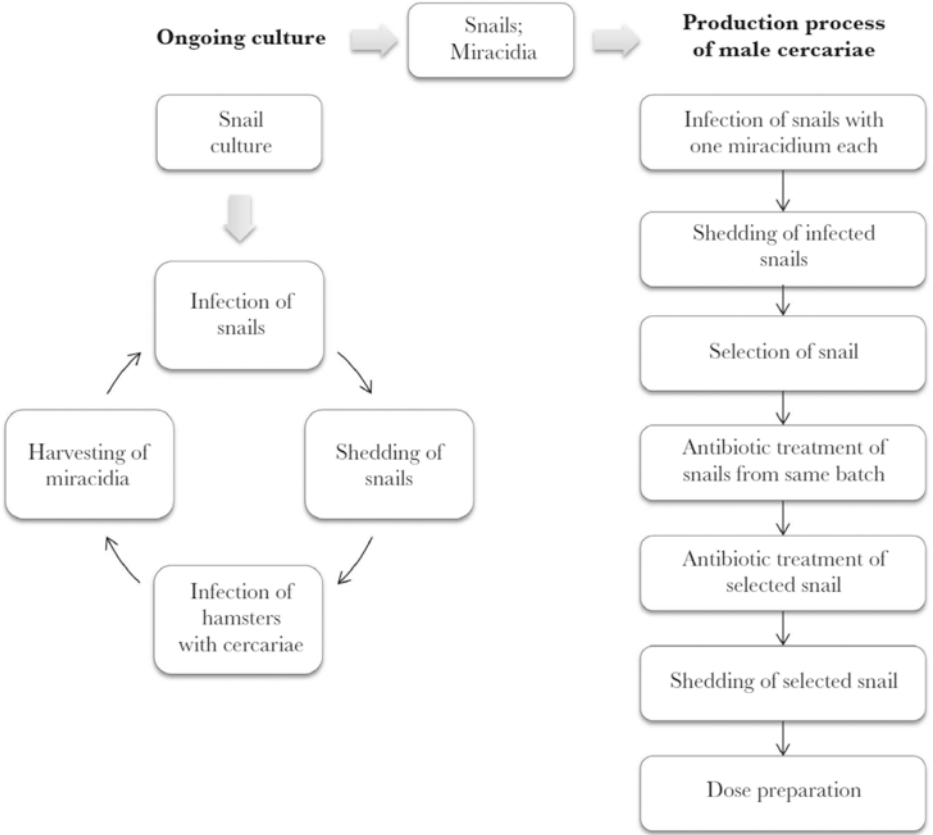 Ongoing culture
Snails;
Miracidia
Production process
of male cercariae
Snail
culture
Infection of
snails
Shedding of
snails
Infection of
hamsters
with cercariae
Harvesting of
miracidia
Infection of snails with
one miracidium each
Shedding of infected
snails
Selection of snail
Antibiotic treatment of
snails from same batch
Antibiotic treatment of
selected snail
Shedding of selected snail
Dose preparation